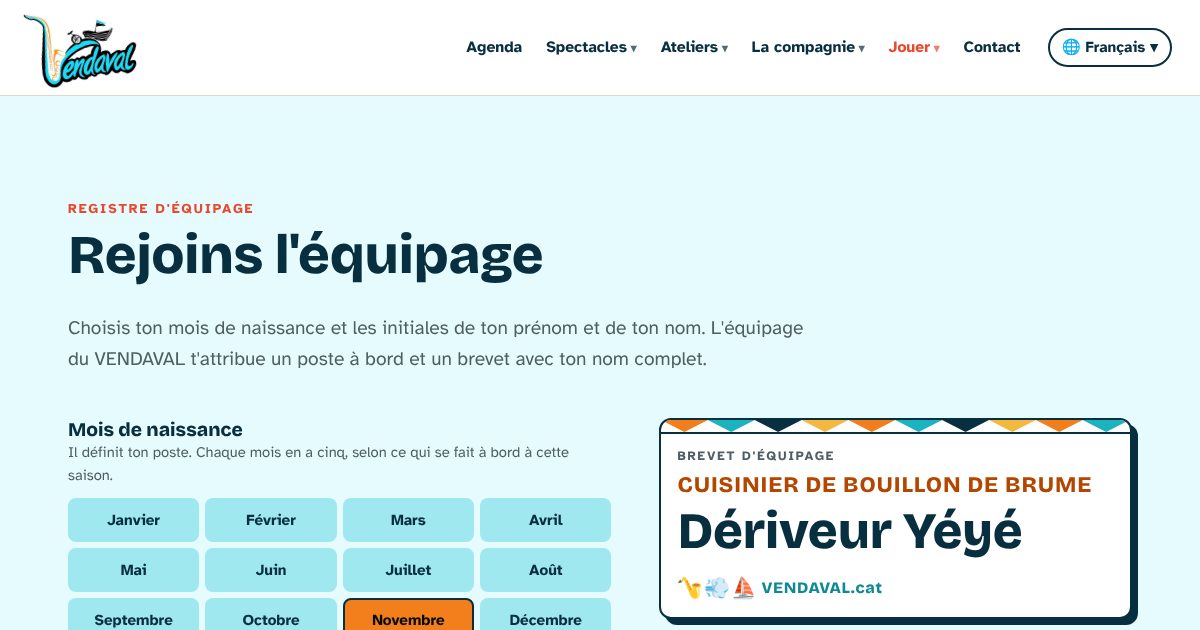 Vendaval
Agenda Spectacles ▾ Ateliers ▾ La compagnie ▾ Jouer ▾ Contact 🌐 Français ▾
REGISTRE D'ÉQUIPAGE
Rejoins l'équipage
Choisis ton mois de naissance et les initiales de ton prénom et de ton nom. L'équipage
du VENDAVAL t'attribue un poste à bord et un brevet avec ton nom complet.
Mois de naissance
Il définit ton poste. Chaque mois en a cinq, selon ce qui se fait à bord à cette
saison.
Janvier Février Mars Avril
Mai Juin Juillet Août
Septembre Octobre Novembre Décembre
BREVET D'ÉQUIPAGE
CUISINIER DE BOUILLON DE BRUME
Dériveur Yéyé
🎷💨⛵ VENDAVAL.cat